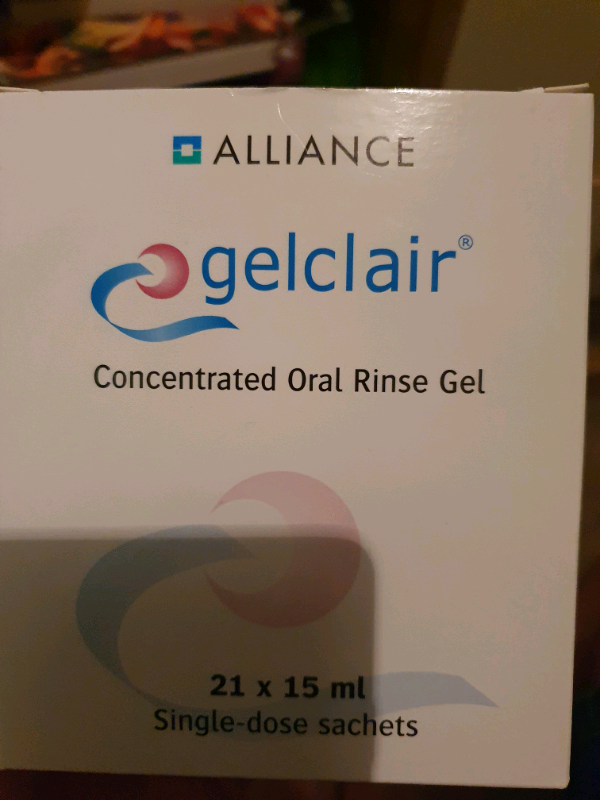 ALLIANCE
gelclair®
Concentrated Oral Rinse Gel
21 x 15 ml
Single-dose sachets